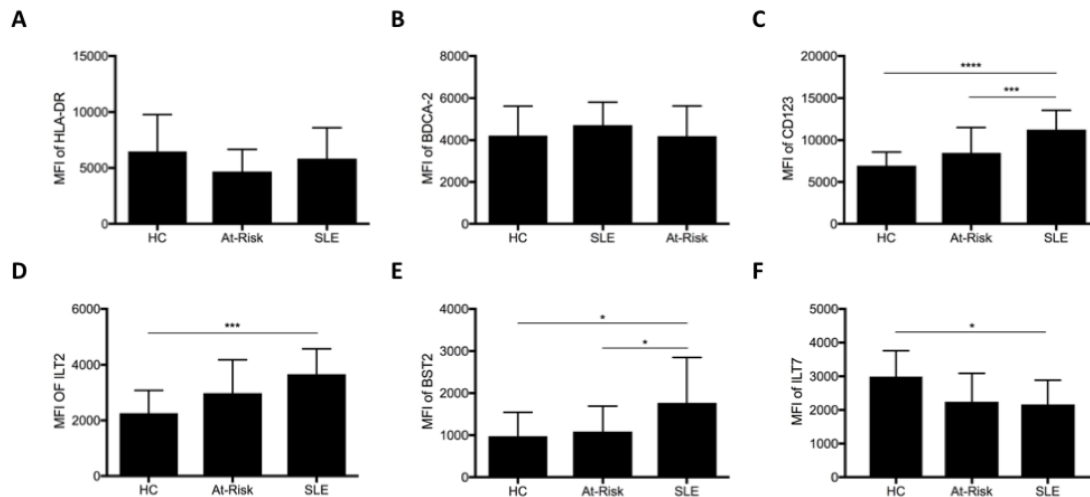 A
MFI of HLA-DR
15000
10000
5000
0
HC At-Risk SLE
B
MFI of BDCA-2
8000
6000
4000
2000
0
HC SLE At-Risk
C
MFI of CD123
20000
15000
10000
5000
0
****
***
HC At-Risk SLE
D
MFI OF ILT2
6000
4000
2000
0
***
HC At-Risk SLE
E
MFI of BST2
4000
3000
2000
1000
0
*
*
HC At-Risk SLE
F
MFI of ILT7
5000
4000
3000
2000
1000
0
*
HC At-Risk SLE